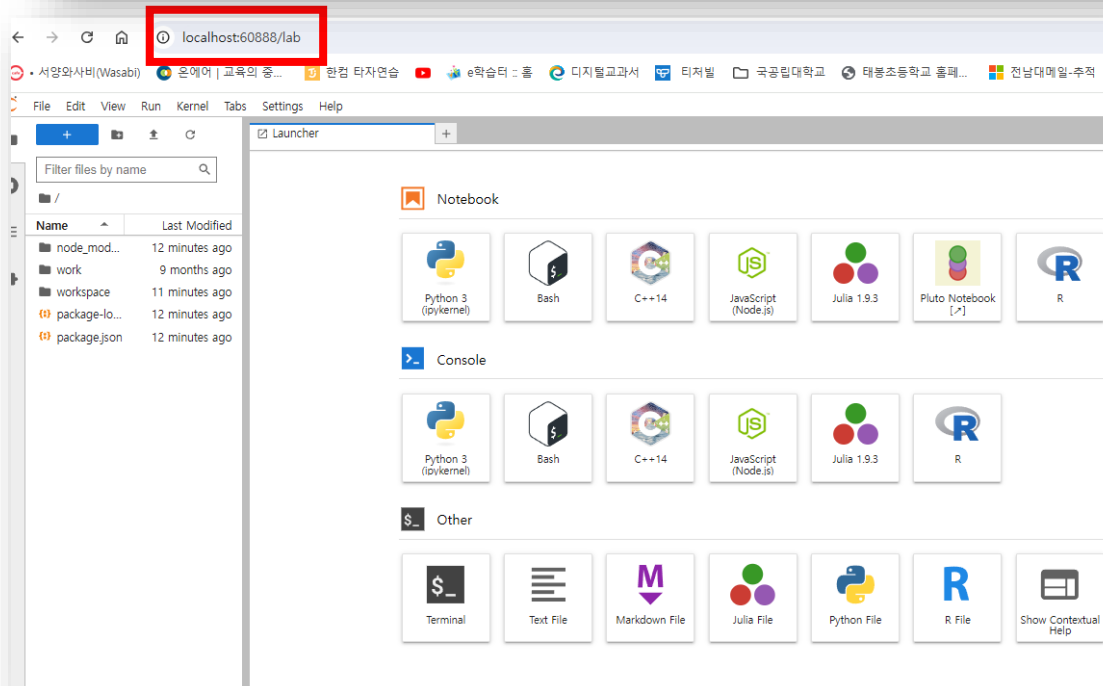 localhost:60888/lab
• 서양와사비(Wasabi) 온에어 | 교육의 중... 한컴 타자연습 e학습터 :: 홈 디지털교과서 티처빌 국공립대학교 태봉초등학교 홈페... 전남대메일-추적
File Edit View Run Kernel Tabs Settings Help
+ Launcher +
Filter files by name
/
Name Last Modified
node_mod... 12 minutes ago
work 9 months ago
workspace 11 minutes ago
package-lo... 12 minutes ago
package.json 12 minutes ago
Notebook
Python 3 (ipykernel)
Bash
C++14
JavaScript (Node.js)
Julia 1.9.3
Pluto Notebook [↗]
R
Console
Python 3 (ipykernel)
Bash
C++14
JavaScript (Node.js)
Julia 1.9.3
R
$_ Other
Terminal
Text File
Markdown File
Julia File
Python File
R File
Show Contextual Help